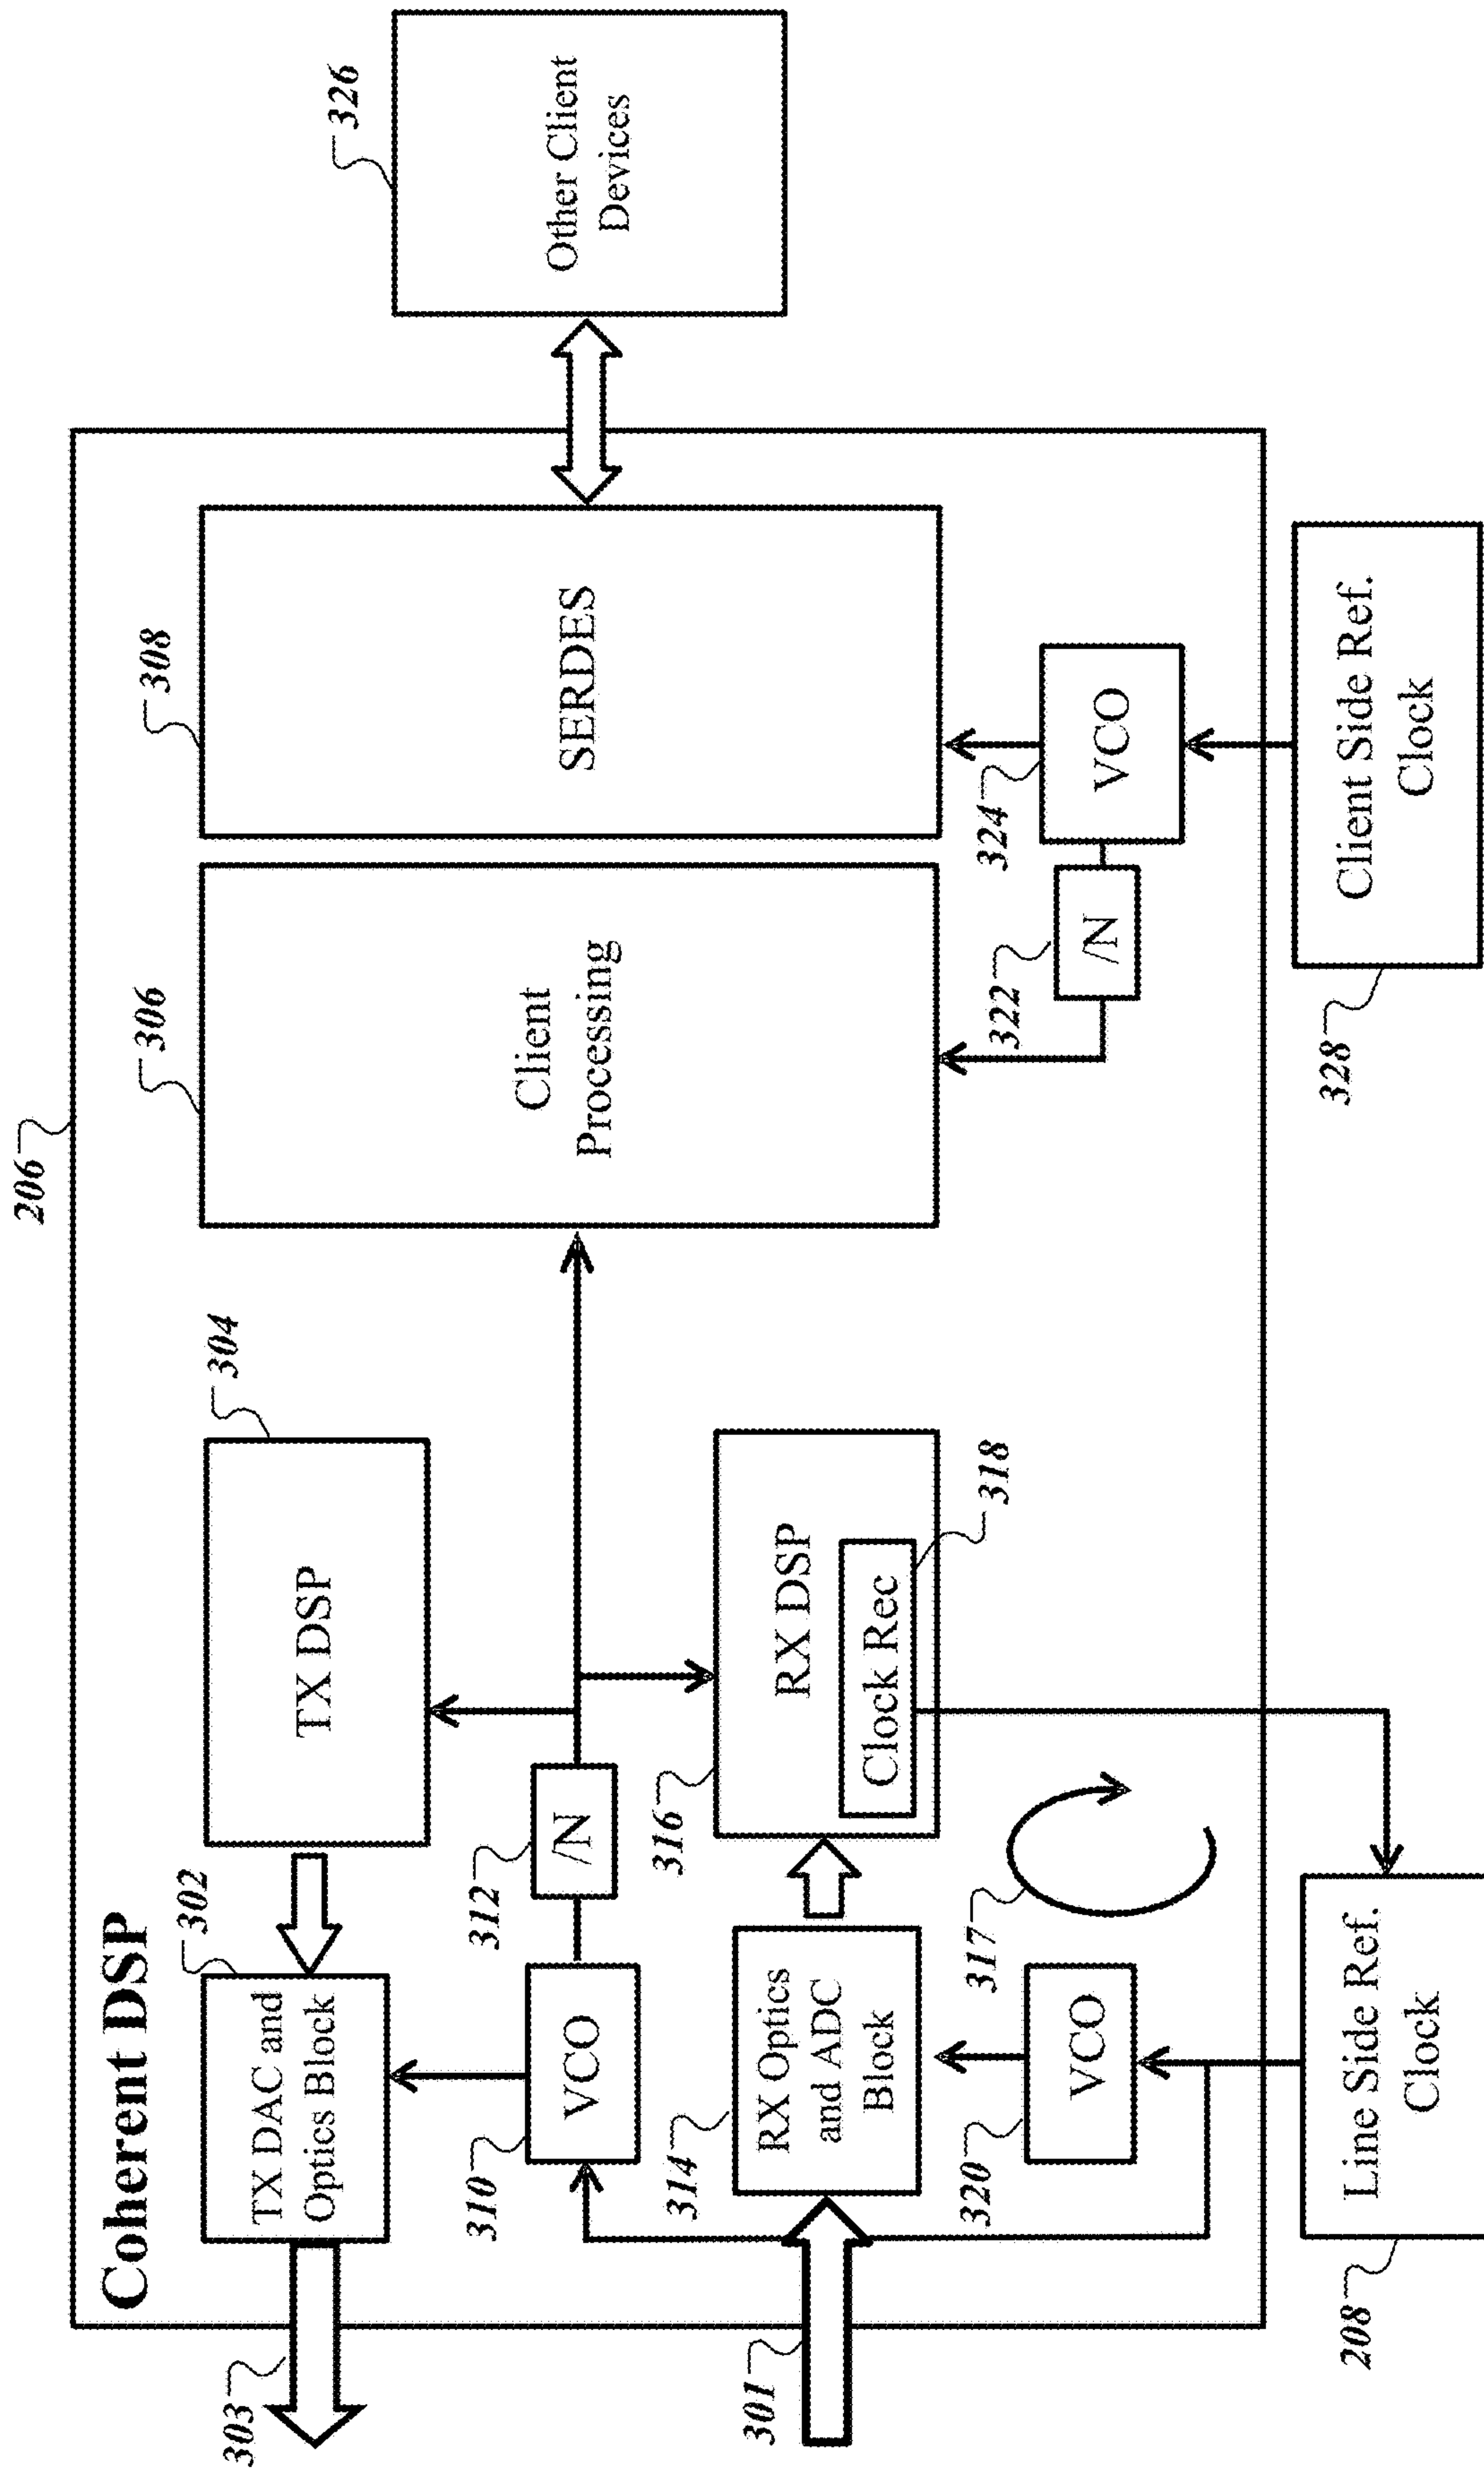 206
Coherent DSP
303
302
TX DAC and
Optics Block
304
TX DSP
306
Client
Processing
308
SERDES
326
Other Client
Devices
310
VCO
312
/N
301
314
RX Optics
and ADC
Block
316
RX DSP
Clock Rec
318
317
320
VCO
322
/N
324
VCO
208
Line Side Ref.
Clock
328
Client Side Ref.
Clock